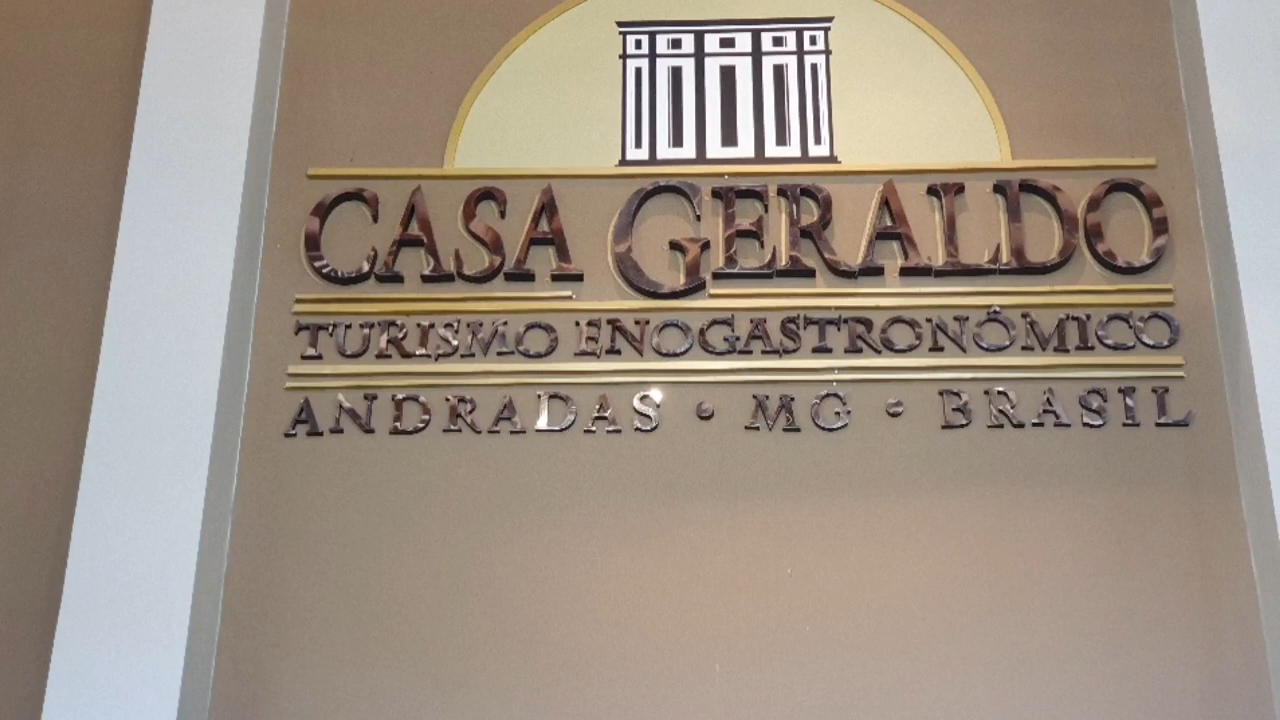 CASA GERALDO
TURISMO ENOGASTRONÔMICO
ANDRADAS • MG • BRASIL